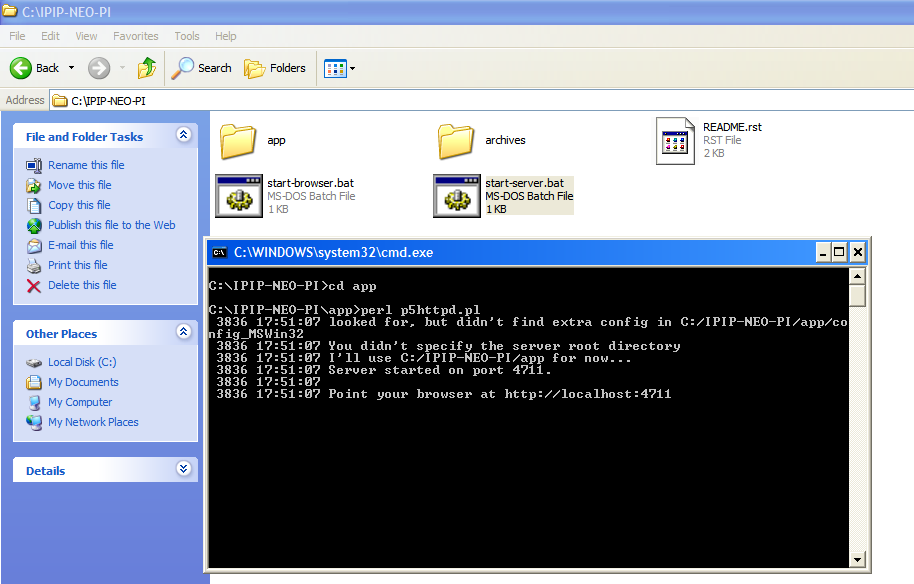 C:\IPIP-NEO-PI
File Edit View Favorites Tools Help
Back Search Folders
Address C:\IPIP-NEO-PI
File and Folder Tasks
Rename this file
Move this file
Copy this file
Publish this file to the Web
E-mail this file
Print this file
Delete this file
Other Places
Local Disk (C:)
My Documents
My Computer
My Network Places
Details
app
archives
README.rst
RST File
2 KB
start-browser.bat
MS-DOS Batch File
1 KB
start-server.bat
MS-DOS Batch File
1 KB
C:\WINDOWS\system32\cmd.exe
C:\IPIP-NEO-PI>cd app
C:\IPIP-NEO-PI\app>perl p5httpd.pl
3836 17:51:07 looked for, but didn't find extra config in C:/IPIP-NEO-PI/app/co
nfig_MSWin32
3836 17:51:07 You didn't specify the server root directory
3836 17:51:07 I'll use C:/IPIP-NEO-PI/app for now...
3836 17:51:07 Server started on port 4711.
3836 17:51:07
3836 17:51:07 Point your browser at http://localhost:4711